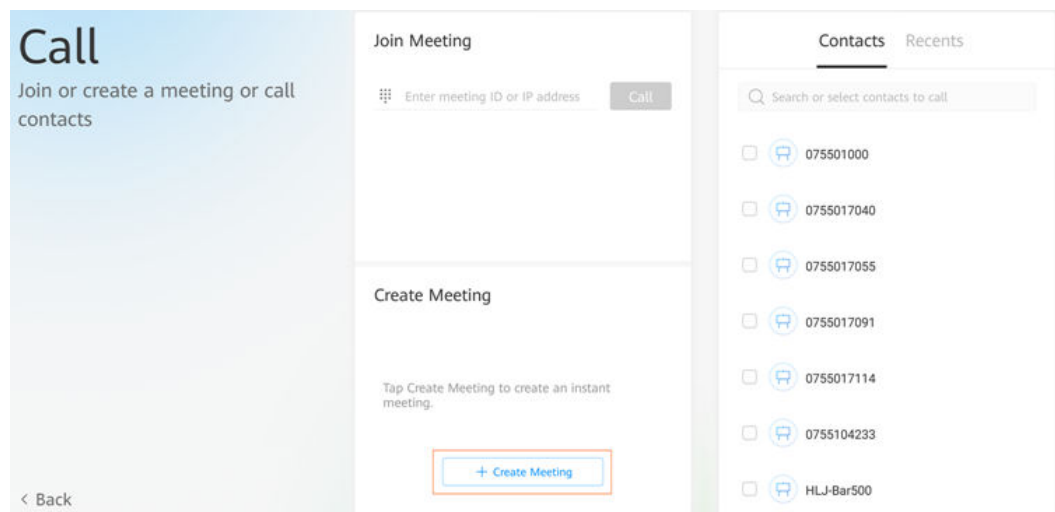 Call
Join or create a meeting or call
contacts
< Back
Join Meeting
Enter meeting ID or IP address
Call
Create Meeting
Tap Create Meeting to create an instant
meeting.
+ Create Meeting
Contacts Recents
Search or select contacts to call
075501000
0755017040
0755017055
0755017091
0755017114
0755104233
HLJ-Bar500